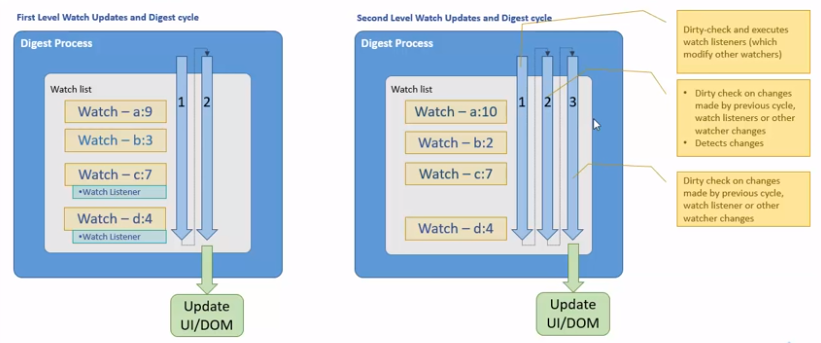 First Level Watch Updates and Digest cycle
Digest Process
Watch list
Watch – a:9
Watch – b:3
Watch – c:7
•Watch Listener
Watch – d:4
•Watch Listener
1
2
Update
UI/DOM
Second Level Watch Updates and Digest cycle
Digest Process
Watch list
Watch – a:10
Watch – b:2
Watch – c:7
Watch – d:4
1
2
3
Update
UI/DOM
Dirty-check and executes
watch listeners (which
modify other watchers)
• Dirty check on changes
made by previous cycle,
watch listeners or other
watcher changes
• Detects changes
Dirty check on changes
made by previous cycle,
watch listener or other
watcher changes